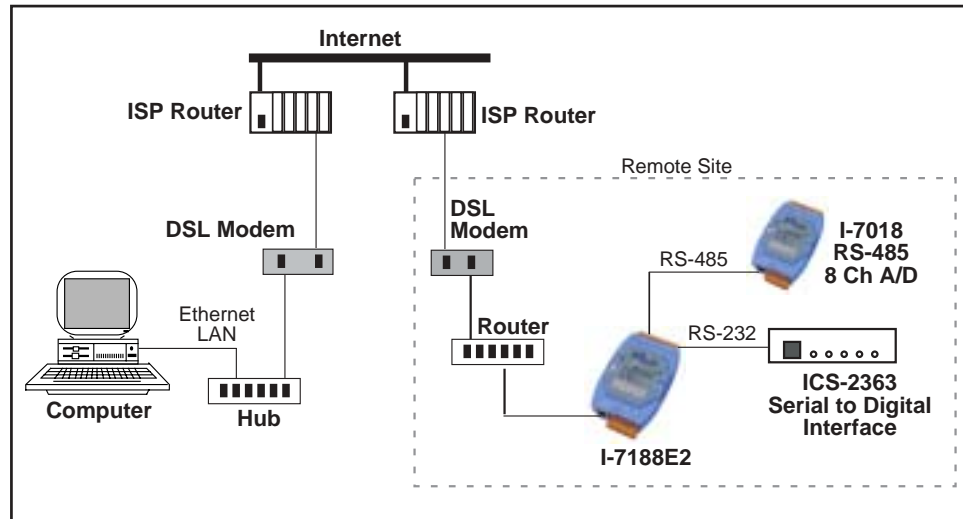 Internet
ISP Router
ISP Router
Remote Site
DSL Modem
DSL
Modem
I-7018
RS-485
8 Ch A/D
RS-485
Ethernet
LAN
Router
RS-232
Computer
Hub
I-7188E2
ICS-2363
Serial to Digital
Interface